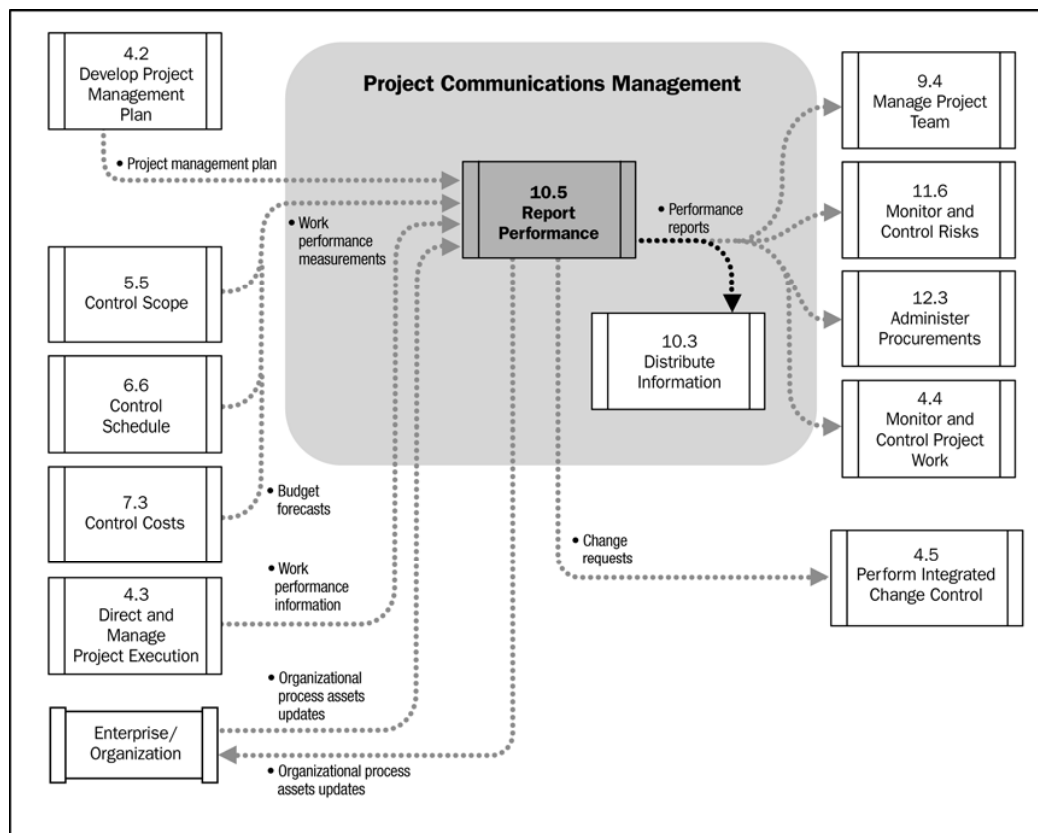 4.2
Develop Project
Management
Plan
Project Communications Management
9.4
Manage Project
Team
• Project management plan
10.5
Report
Performance
• Work
performance
measurements
• Performance
reports
11.6
Monitor and
Control Risks
5.5
Control Scope
12.3
Administer
Procurements
10.3
Distribute
Information
6.6
Control
Schedule
4.4
Monitor and
Control Project
Work
7.3
Control Costs
• Budget
forecasts
• Change
requests
4.5
Perform Integrated
Change Control
• Work
performance
information
4.3
Direct and
Manage
Project Execution
• Organizational
process assets
updates
Enterprise/
Organization
• Organizational process
assets updates